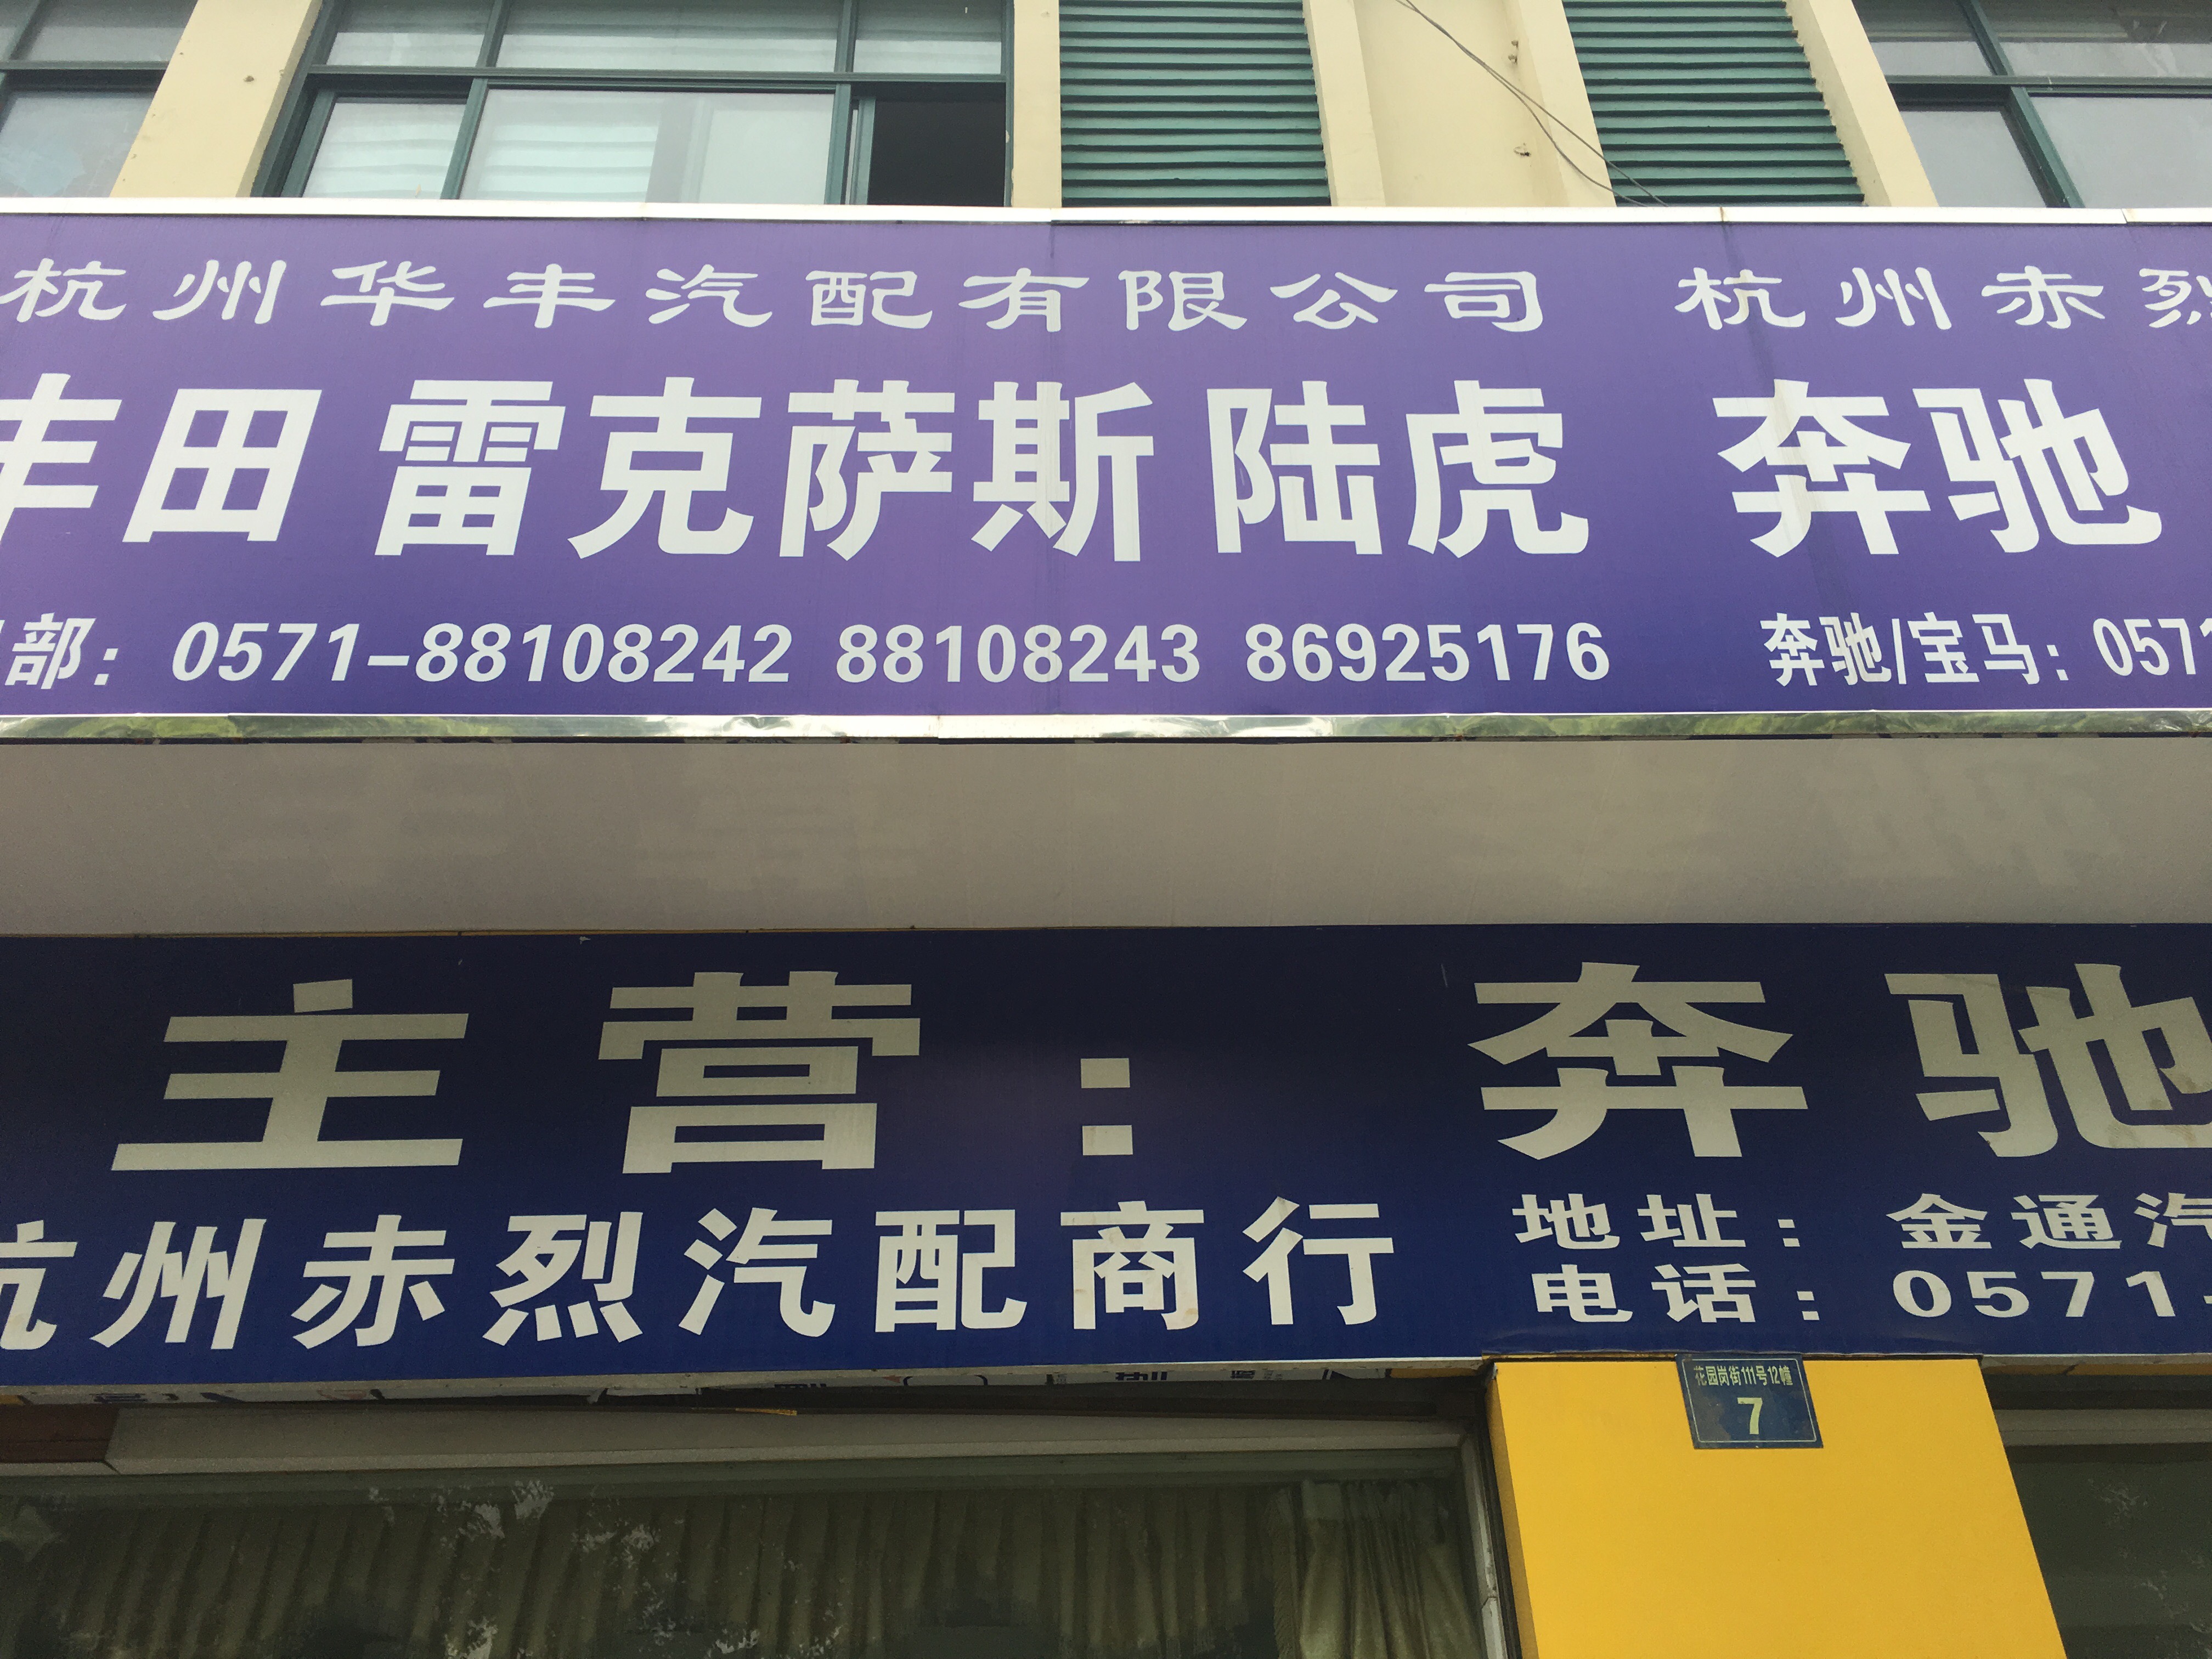 杭州华丰汽配有限公司 杭州赤烈
丰田 雷克萨斯 陆虎 奔驰
部：0571-88108242 88108243 86925176 奔驰/宝马：0571
主营：奔驰
杭州赤烈汽配商行
地址：金通汽
电话：0571-
花园岗街111号12幢
7